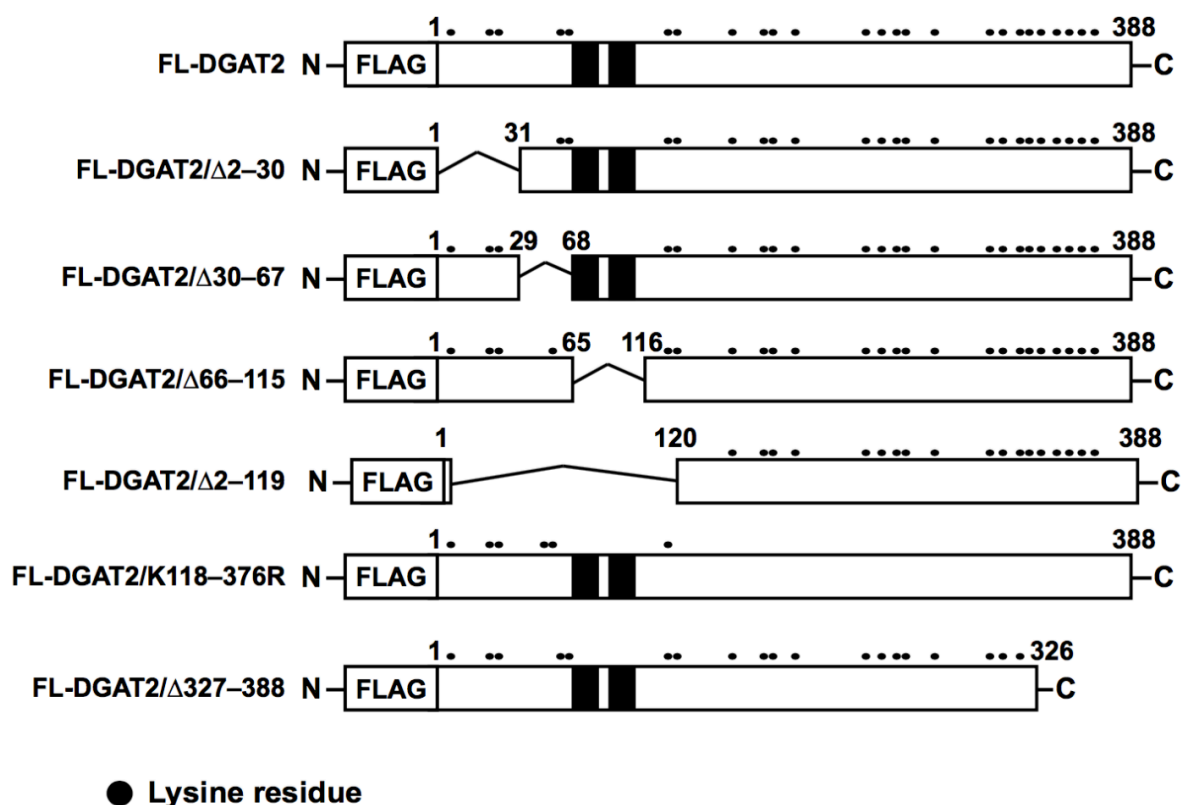 1 388
FL-DGAT2 N FLAG C
1 31 388
FL-DGAT2/Δ2–30 N FLAG C
1 29 68 388
FL-DGAT2/Δ30–67 N FLAG C
1 65 116 388
FL-DGAT2/Δ66–115 N FLAG C
1 120 388
FL-DGAT2/Δ2–119 N FLAG C
1 388
FL-DGAT2/K118–376R N FLAG C
1 326
FL-DGAT2/Δ327–388 N FLAG C
Lysine residue